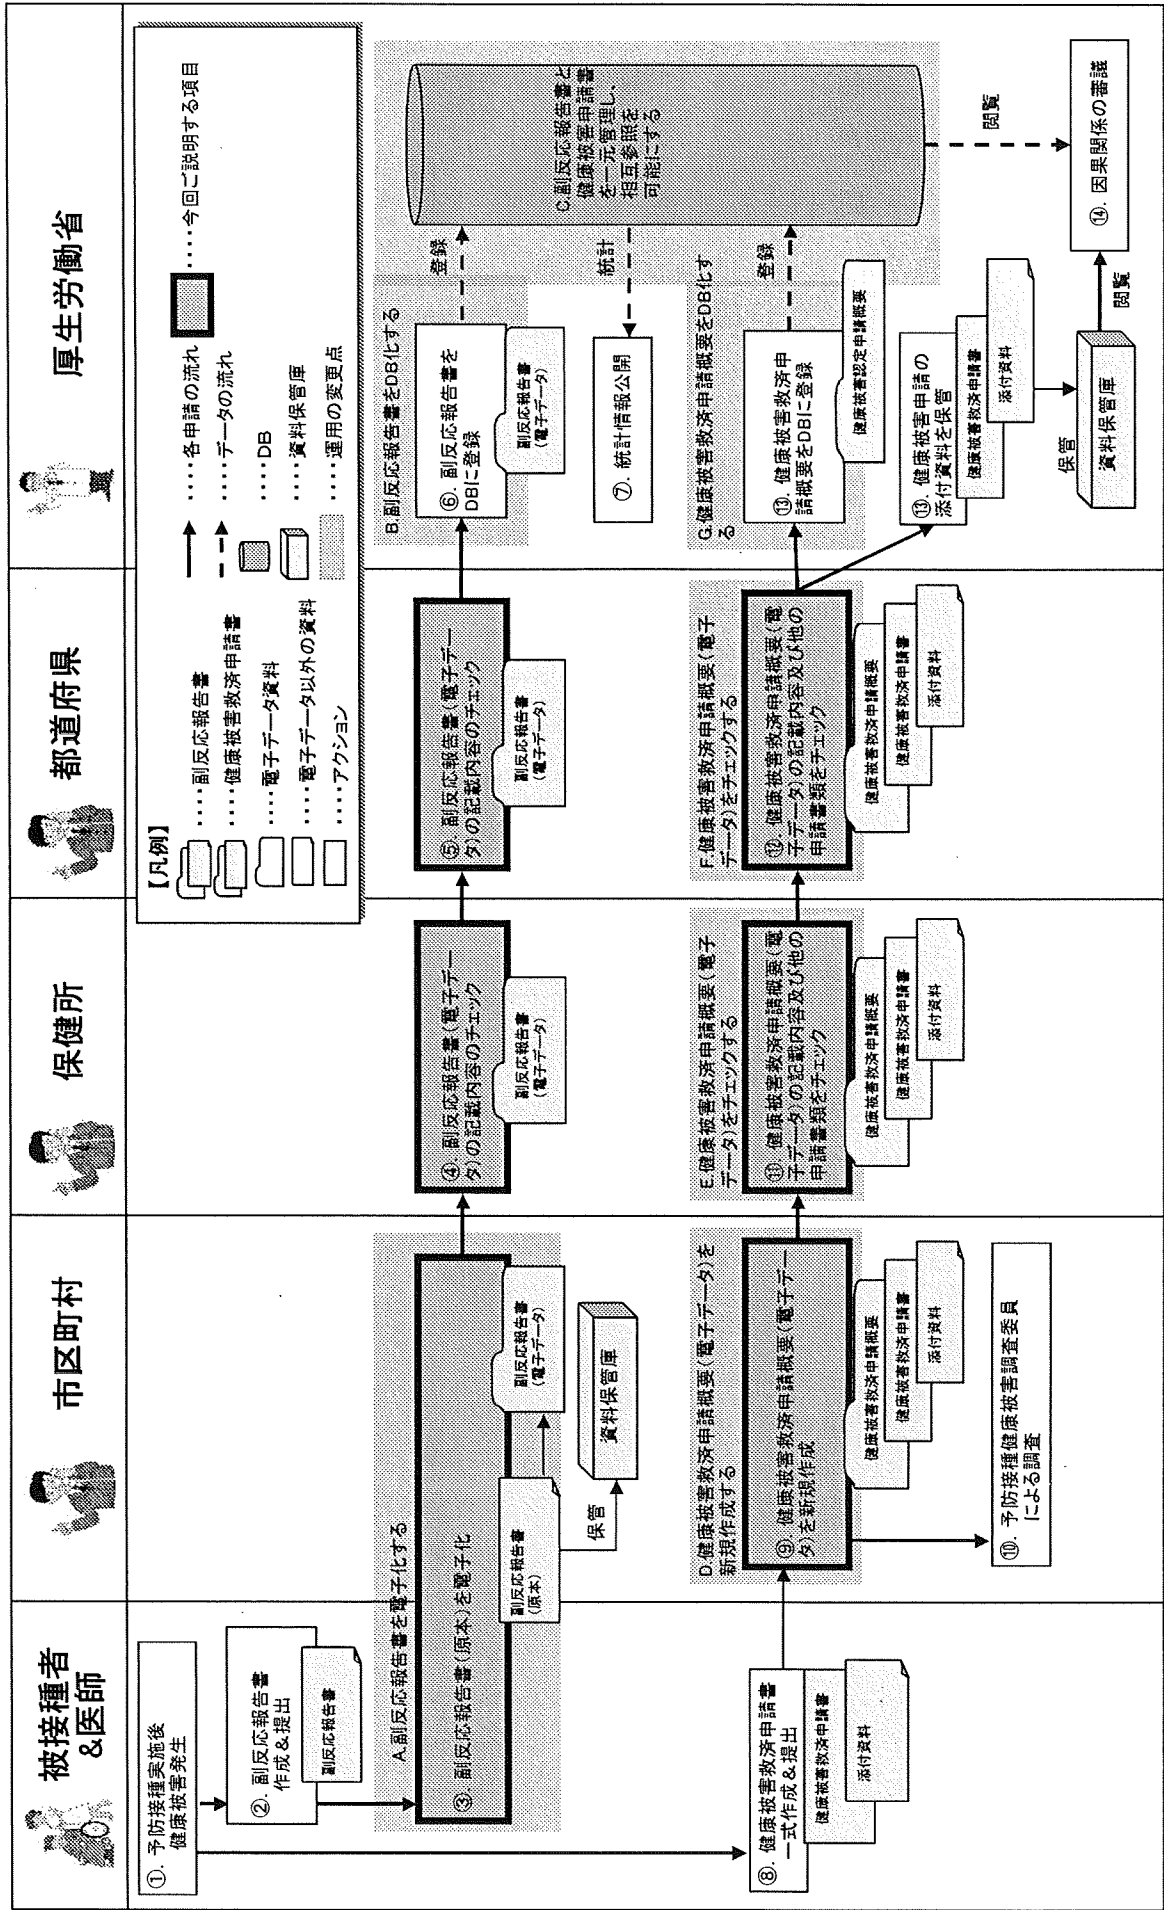 被接種者
&医師
市区町村
保健所
都道府県
厚生労働省
【凡例】
‥‥副反応報告書
‥‥健康被害救済申請書
‥‥電子データ資料
‥‥電子データ以外の資料
‥‥アクション
‥‥各申請の流れ
‥‥データの流れ
‥‥DB
‥‥資料保管庫
‥‥運用の変更点
‥‥今回ご説明する項目
①. 予防接種実施後
健康被害発生
②. 副反応報告書
作成&提出
副反応報告書
A.副反応報告書を電子化する
③. 副反応報告書(原本)を電子化
副反応報告書
(原本)
副反応報告書
(電子データ)
保管
資料保管庫
④. 副反応報告書(電子デー
タ)の記載内容のチェック
副反応報告書
(電子データ)
⑤. 副反応報告書(電子デー
タ)の記載内容のチェック
副反応報告書
(電子データ)
B.副反応報告書をDB化する
⑥. 副反応報告書を
DBに登録
副反応報告書
(電子データ)
登録
C.副反応報告書と
健康被害申請書
を一元管理し、
相互参照を
可能にする
統計
⑦. 統計情報公開
⑧. 健康被害救済申請書
一式作成&提出
健康被害救済申請書
添付資料
D.健康被害救済申請概要(電子データ)を
新規作成する
⑨. 健康被害救済申請概要(電子デー
タ)を新規作成
健康被害救済申請概要
健康被害救済申請書
添付資料
⑩. 予防接種健康被害調査委員
による調査
E.健康被害救済申請概要(電子
データ)をチェックする
⑪. 健康被害救済申請概要(電
子データ)の記載内容及び他の
申請書類をチェック
健康被害救済申請概要
健康被害救済申請書
添付資料
F.健康被害救済申請概要(電子
データ)をチェックする
⑫. 健康被害救済申請概要(電
子データ)の記載内容及び他の
申請書類をチェック
健康被害救済申請概要
健康被害救済申請書
添付資料
G.健康被害救済申請概要をDB化す
る
⑬. 健康被害救済申
請概要をDBに登録
健康被害認定申請概要
登録
⑬. 健康被害申請の
添付資料を保管
健康被害救済申請書
添付資料
保管
資料保管庫
閲覧
閲覧
⑭. 因果関係の審議